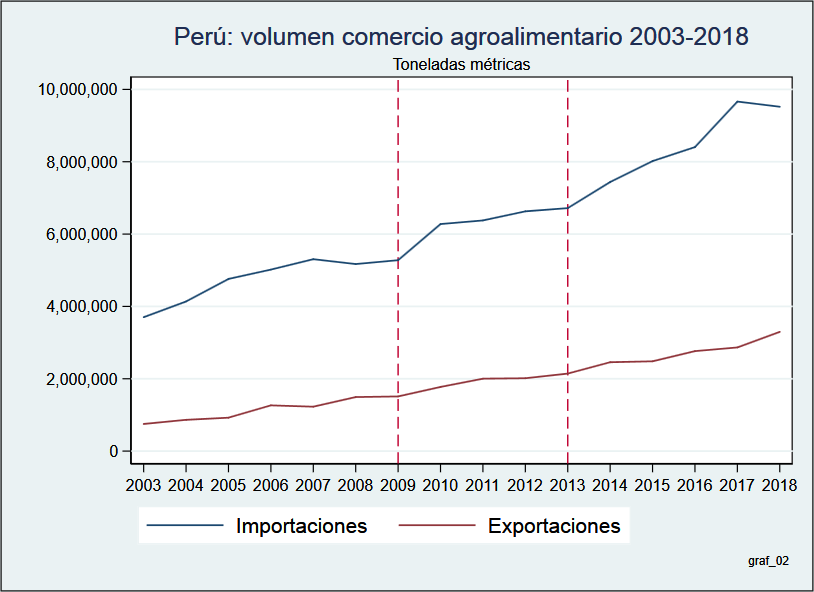 Perú: volumen comercio agroalimentario 2003-2018
Toneladas métricas
10,000,000
8,000,000
6,000,000
4,000,000
2,000,000
0
2003 2004 2005 2006 2007 2008 2009 2010 2011 2012 2013 2014 2015 2016 2017 2018
Importaciones Exportaciones
graf_02